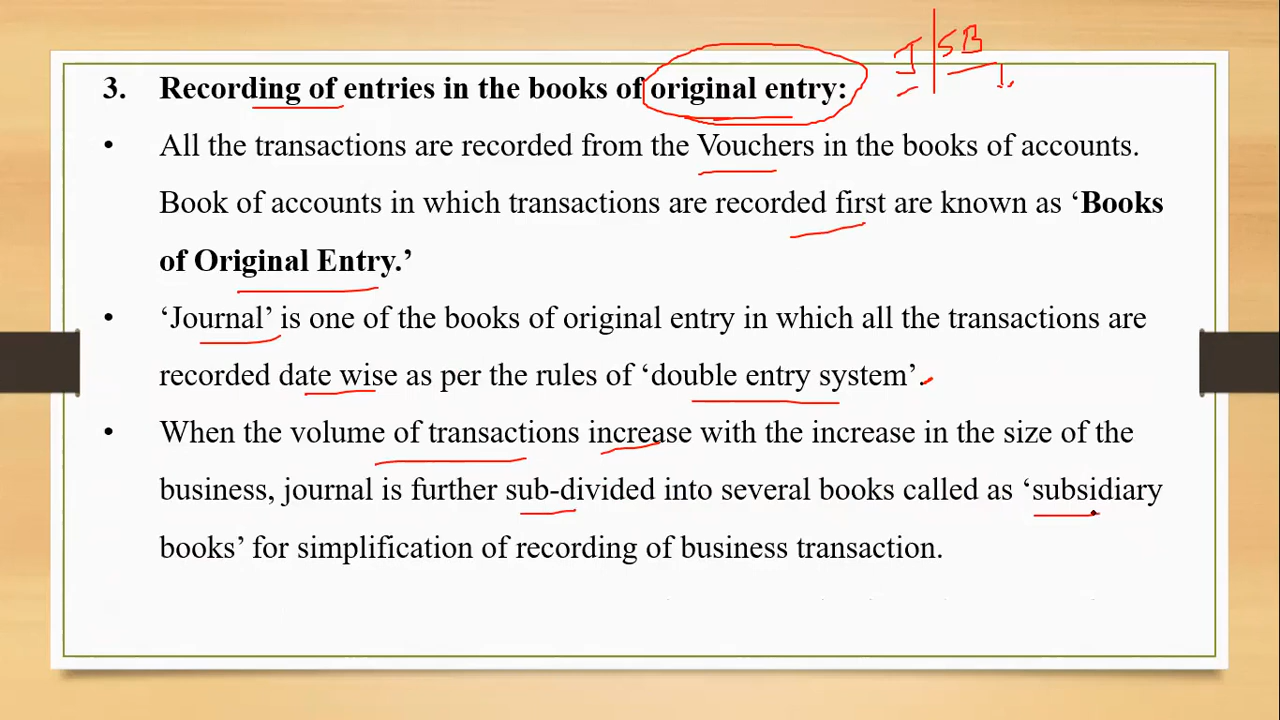 J | SB
3. Recording of entries in the books of original entry:
• All the transactions are recorded from the Vouchers in the books of accounts.
Book of accounts in which transactions are recorded first are known as ‘Books
of Original Entry.’
• ‘Journal’ is one of the books of original entry in which all the transactions are
recorded date wise as per the rules of ‘double entry system’.
• When the volume of transactions increase with the increase in the size of the
business, journal is further sub-divided into several books called as ‘subsidiary
books’ for simplification of recording of business transaction.